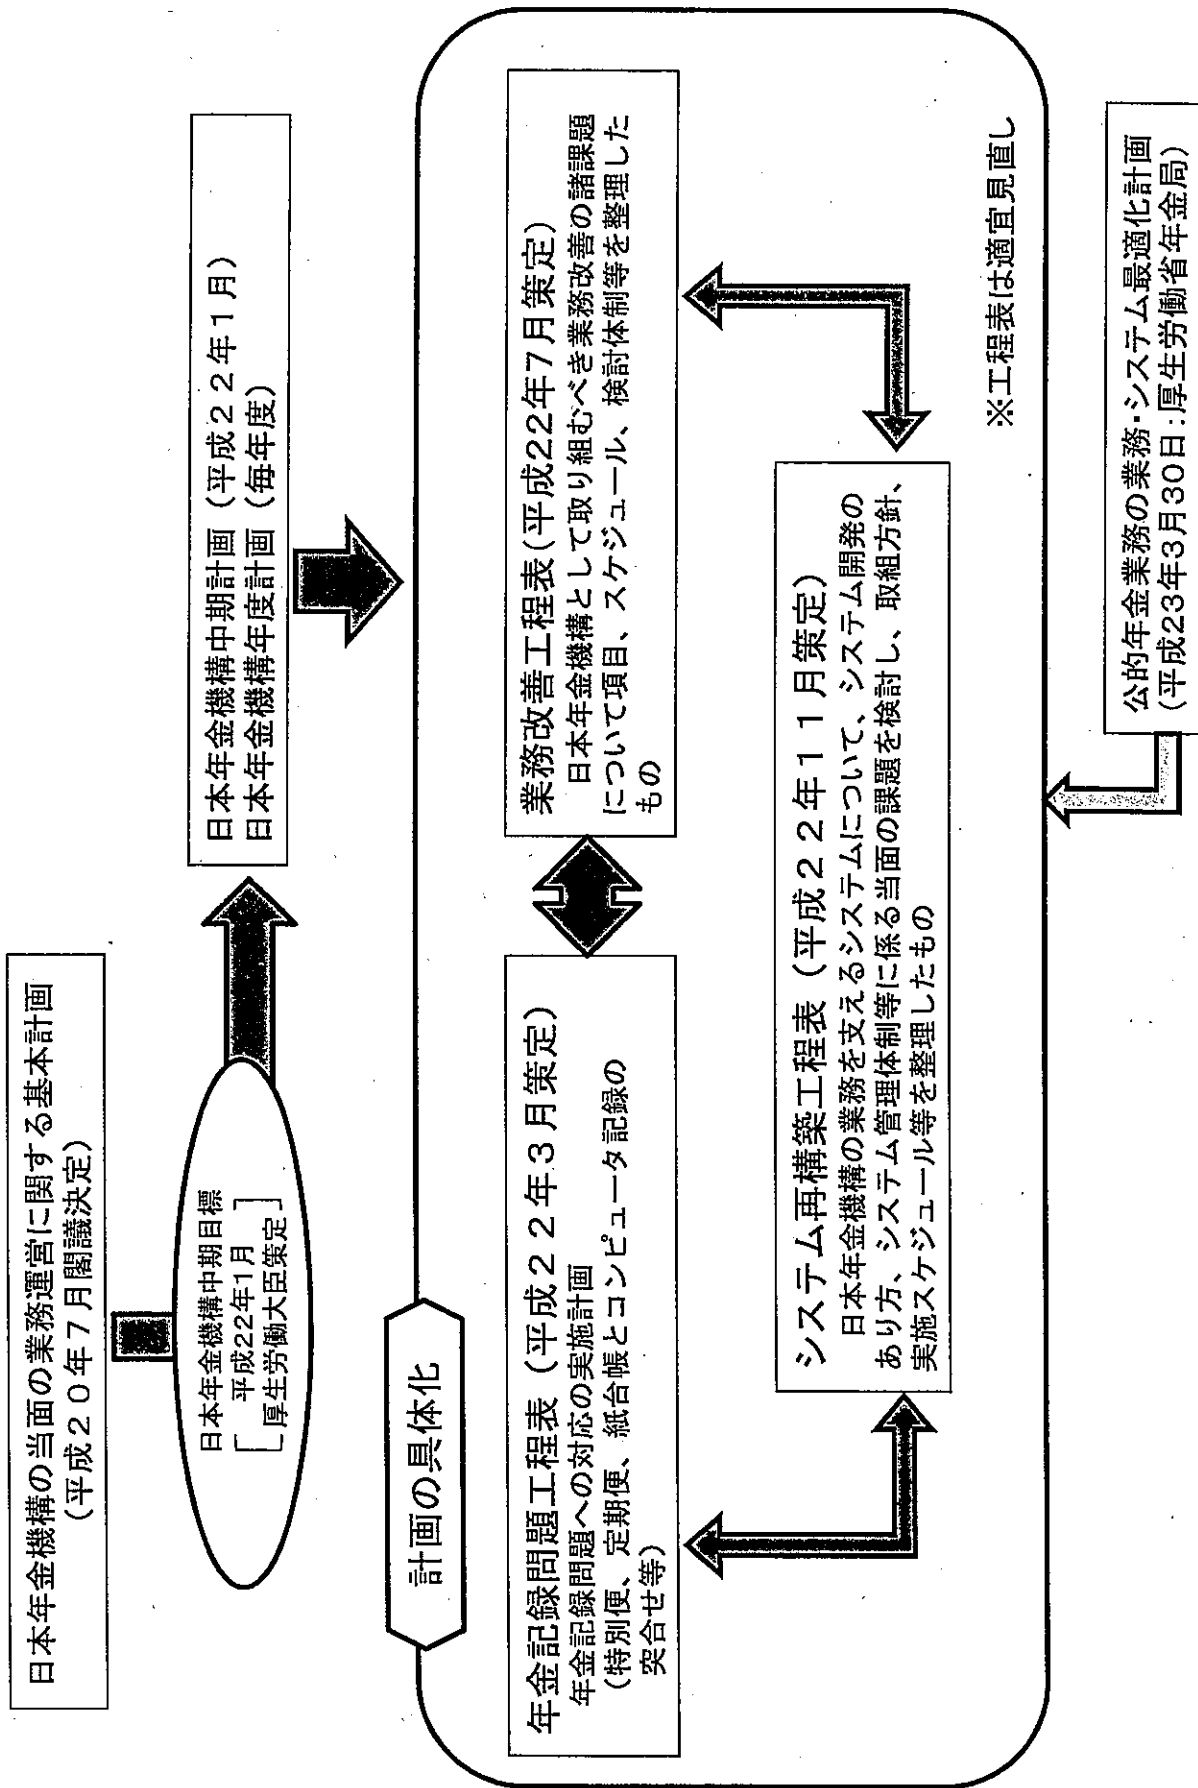 日本年金機構の当面の業務運営に関する基本計画
(平成20年7月閣議決定)
日本年金機構中期目標
平成22年1月
[厚生労働大臣策定]
日本年金機構中期計画(平成22年1月)
日本年金機構年度計画(毎年度)
計画の具体化
年金記録問題工程表(平成22年3月策定)
年金記録問題への対応の実施計画
(特別便、定期便、紙台帳とコンピュータ記録の
突合せ等)
業務改善工程表(平成22年7月策定)
日本年金機構として取り組むべき業務改善の諸課題
について項目、スケジュール、検討体制等を整理した
もの
システム再構築工程表(平成22年11月策定)
日本年金機構の業務を支えるシステムについて、システム開発の
あり方、システム管理体制等に係る当面の課題を検討し、取組方針、
実施スケジュール等を整理したもの
※工程表は適宜見直し
公的年金業務の業務・システム最適化計画
(平成23年3月30日:厚生労働省年金局)